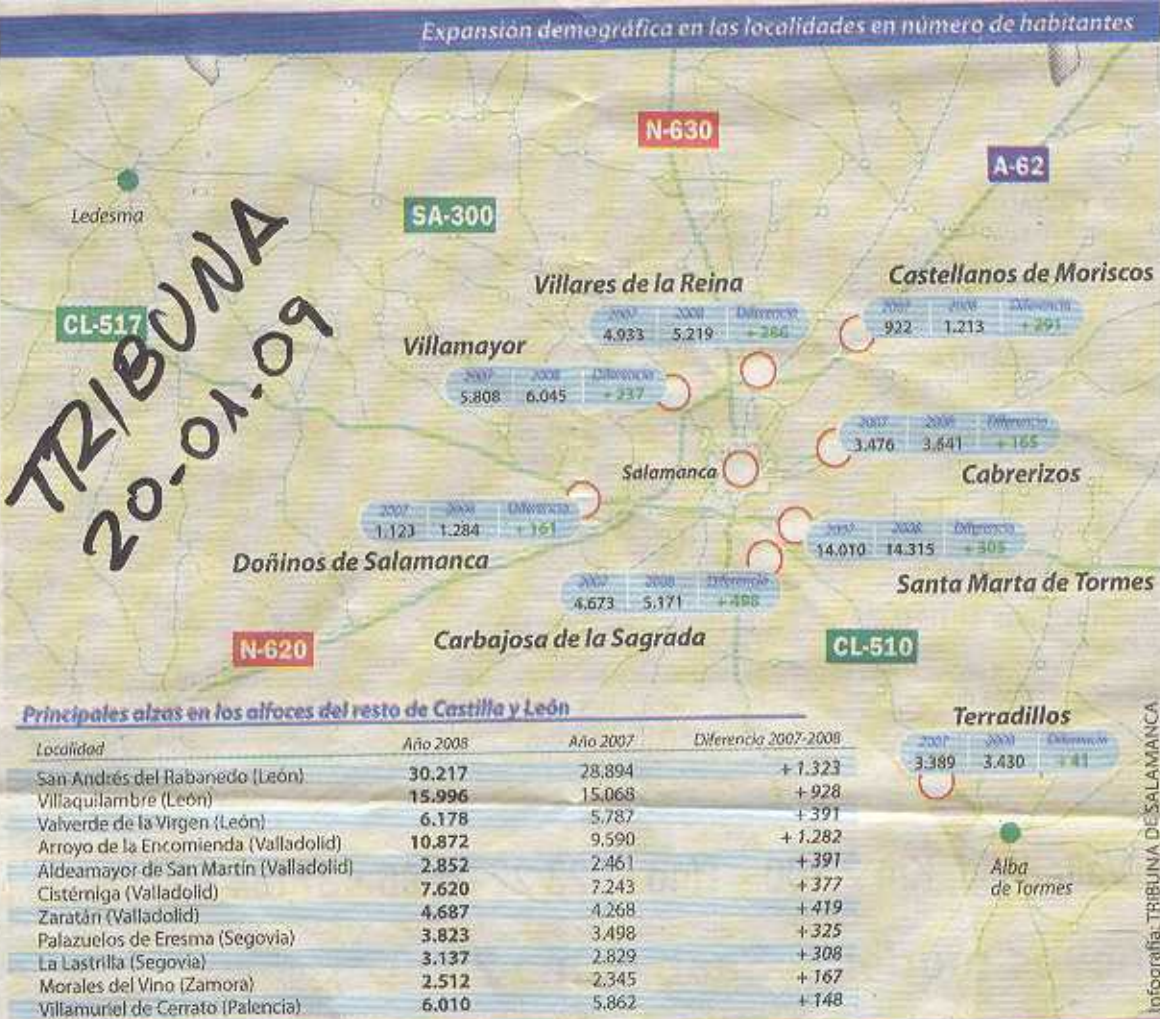 Expansión demográfica en las localidades en número de habitantes
N-630
A-62
Ledesma
SA-300
TRIBUNA
20-01-09
CL-517
Villares de la Reina
2007 2008 Diferencia
4.933 5.219 +286
Castellanos de Moriscos
2007 2008 Diferencia
922 1.213 +291
Villamayor
2007 2008 Diferencia
5.808 6.045 +237
2007 2008 Diferencia
3.476 3.641 +165
Cabrerizos
Salamanca
2007 2008 Diferencia
1.123 1.284 +161
Doñinos de Salamanca
2007 2008 Diferencia
14.010 14.315 +305
Santa Marta de Tormes
2007 2008 Diferencia
4.673 5.171 +498
Carbajosa de la Sagrada
N-620
CL-510
Principales alzas en los alfoces del resto de Castilla y León
Localidad Año 2008 Año 2007 Diferencia 2007-2008
San Andrés del Rabanedo (León) 30.217 28.894 +1.323
Villaquilambre (León) 15.996 15.068 +928
Valverde de la Virgen (León) 6.178 5.787 +391
Arroyo de la Encomienda (Valladolid) 10.872 9.590 +1.282
Aldeamayor de San Martín (Valladolid) 2.852 2.461 +391
Cistérniga (Valladolid) 7.620 7.243 +377
Zaratán (Valladolid) 4.687 4.268 +419
Palazuelos de Eresma (Segovia) 3.823 3.498 +325
La Lastrilla (Segovia) 3.137 2.829 +308
Morales del Vino (Zamora) 2.512 2.345 +167
Villamuriel de Cerrato (Palencia) 6.010 5.862 +148
Terradillos
2007 2008 Diferencia
3.389 3.430 +41
Alba
de Tormes
Infografía: TRIBUNA DE SALAMANCA